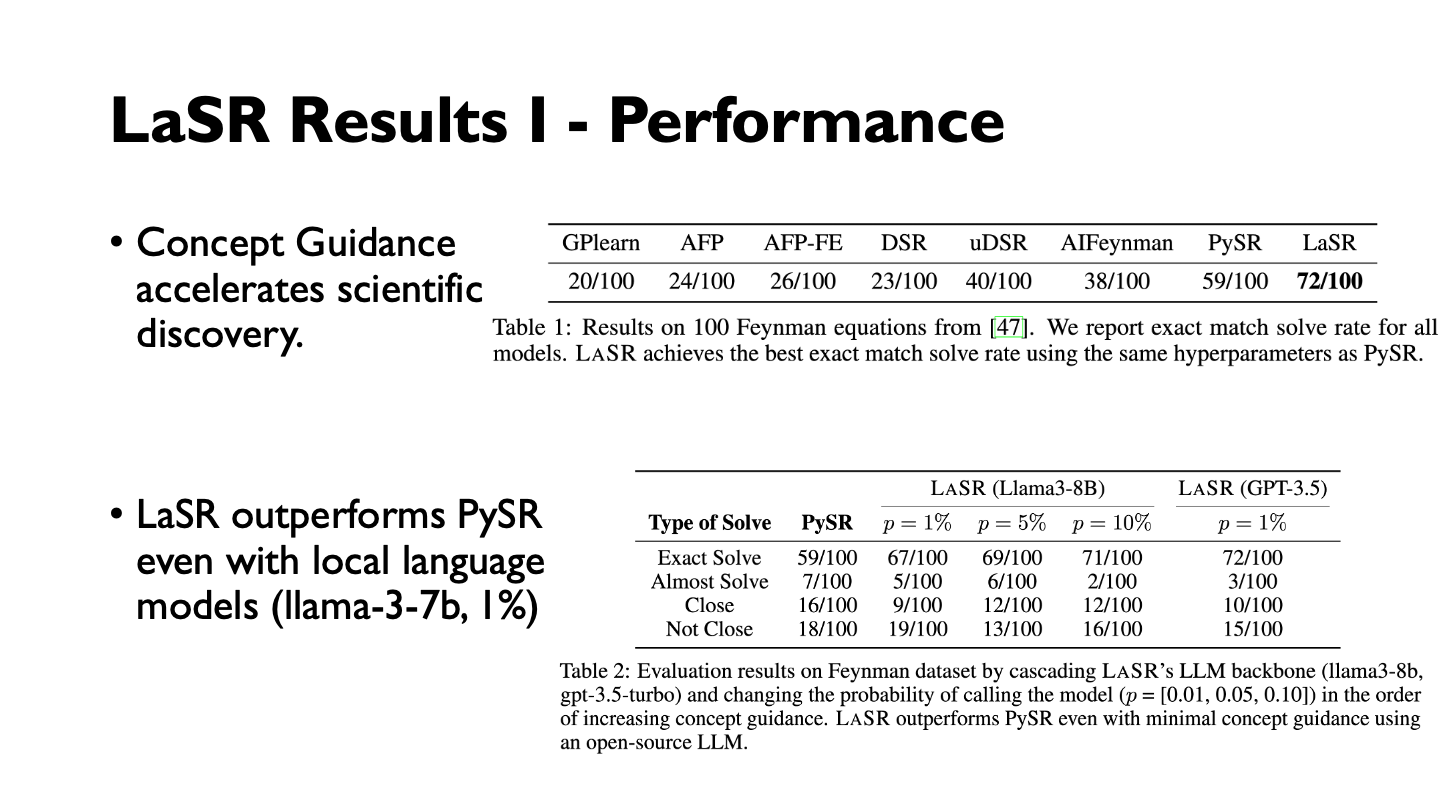 LaSR Results I - Performance
• Concept Guidance
accelerates scientific
discovery.
GPlearn AFP AFP-FE DSR uDSR AIFeynman PySR LaSR
20/100 24/100 26/100 23/100 40/100 38/100 59/100 72/100
Table 1: Results on 100 Feynman equations from [47]. We report exact match solve rate for all
models. LASR achieves the best exact match solve rate using the same hyperparameters as PySR.
• LaSR outperforms PySR
even with local language
models (llama-3-7b, 1%)
LASR (Llama3-8B) LASR (GPT-3.5)
Type of Solve PySR p = 1% p = 5% p = 10% p = 1%
Exact Solve 59/100 67/100 69/100 71/100 72/100
Almost Solve 7/100 5/100 6/100 2/100 3/100
Close 16/100 9/100 12/100 12/100 10/100
Not Close 18/100 19/100 13/100 16/100 15/100
Table 2: Evaluation results on Feynman dataset by cascading LASR's LLM backbone (llama3-8b,
gpt-3.5-turbo) and changing the probability of calling the model (p = [0.01, 0.05, 0.10]) in the order
of increasing concept guidance. LASR outperforms PySR even with minimal concept guidance using
an open-source LLM.